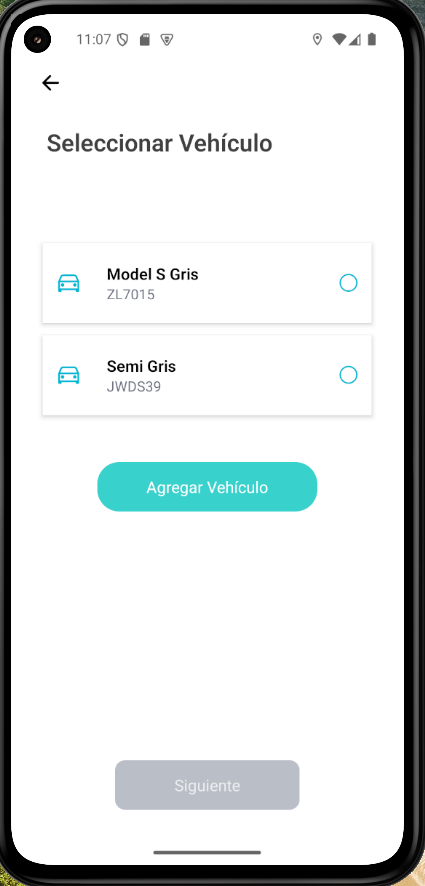 11:07
Seleccionar Vehículo
Model S Gris
ZL7015
Semi Gris
JWDS39
Agregar Vehículo
Siguiente